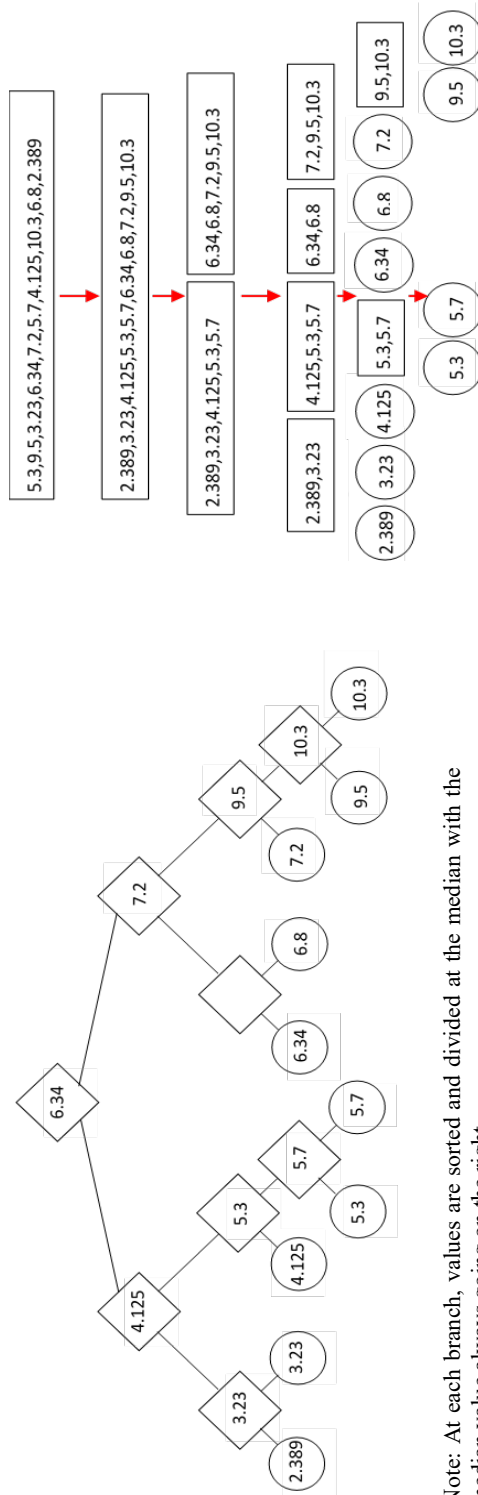 6.34
4.125 7.2
3.23 5.3 9.5
2.389 3.23 4.125 5.7 6.34 6.8 7.2 10.3
5.3 5.7 9.5 10.3
Note: At each branch, values are sorted and divided at the median with the
median value always going on the right
5.3,9.5,3.23,6.34,7.2,5.7,4.125,10.3,6.8,2.389
2.389,3.23,4.125,5.3,5.7,6.34,6.8,7.2,9.5,10.3
2.389,3.23,4.125,5.3,5.7 6.34,6.8,7.2,9.5,10.3
2.389,3.23 4.125,5.3,5.7 6.34,6.8 7.2,9.5,10.3
2.389 3.23 4.125 5.3,5.7 6.34 6.8 7.2 9.5,10.3
5.3 5.7 9.5 10.3